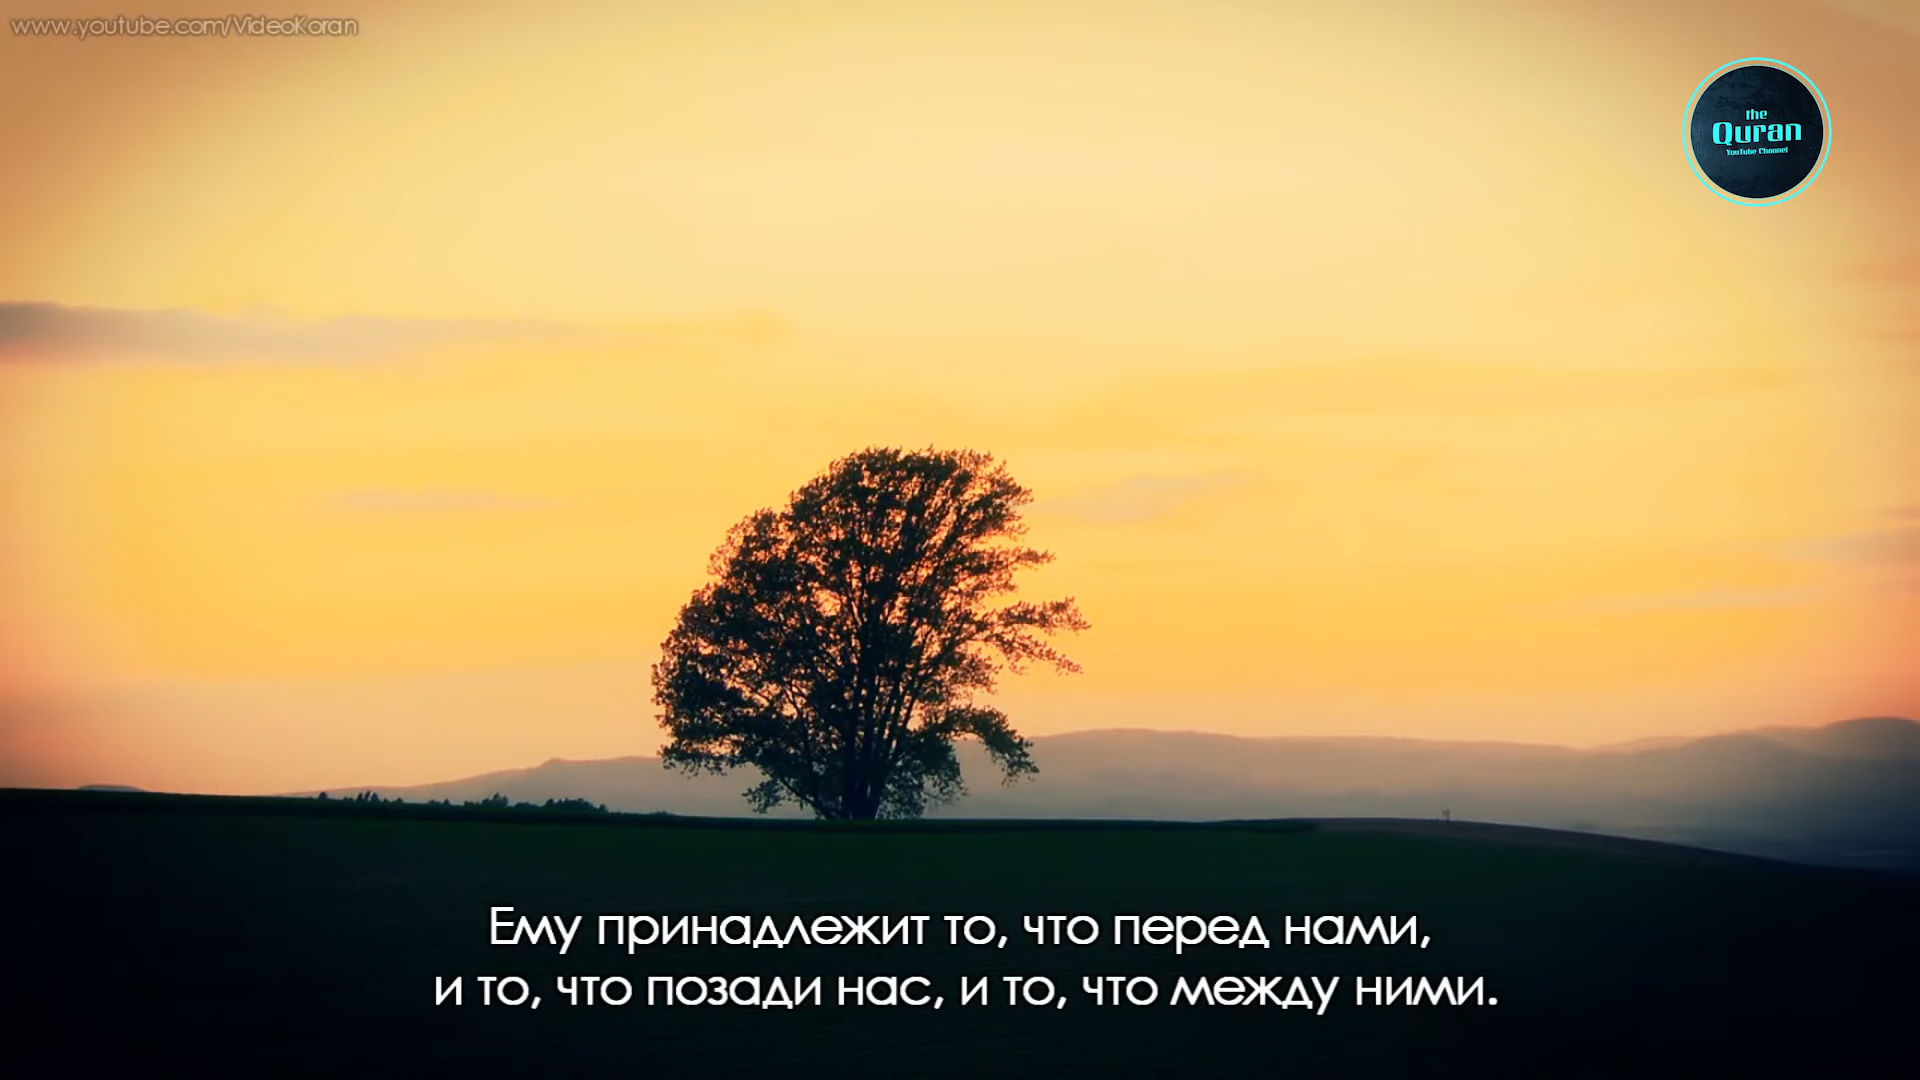 www.youtube.com/VideoKoran
the
Quran
YouTube Channel
Ему принадлежит то, что перед нами,
и то, что позади нас, и то, что между ними.